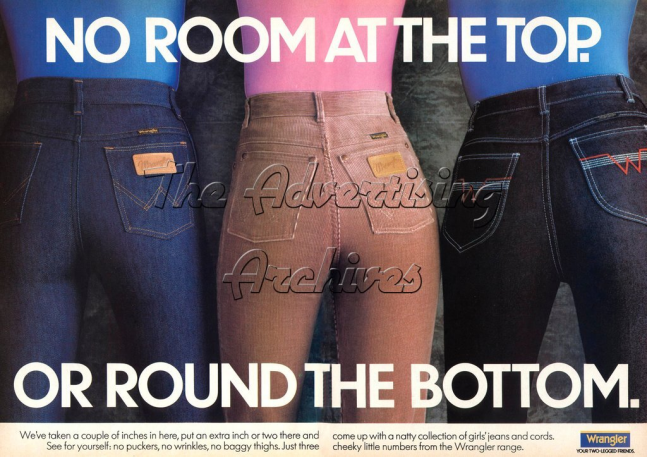 NO ROOM AT THE TOP.
Wrangler
Wrangler
The Advertising
Archives
OR ROUND THE BOTTOM.
We've taken a couple of inches in here, put an extra inch or two there and
See for yourself: no puckers, no wrinkles, no baggy thighs. Just three
come up with a natty collection of girls' jeans and cords.
cheeky little numbers from the Wrangler range.
Wrangler
YOUR TWO-LEGGED FRIENDS.